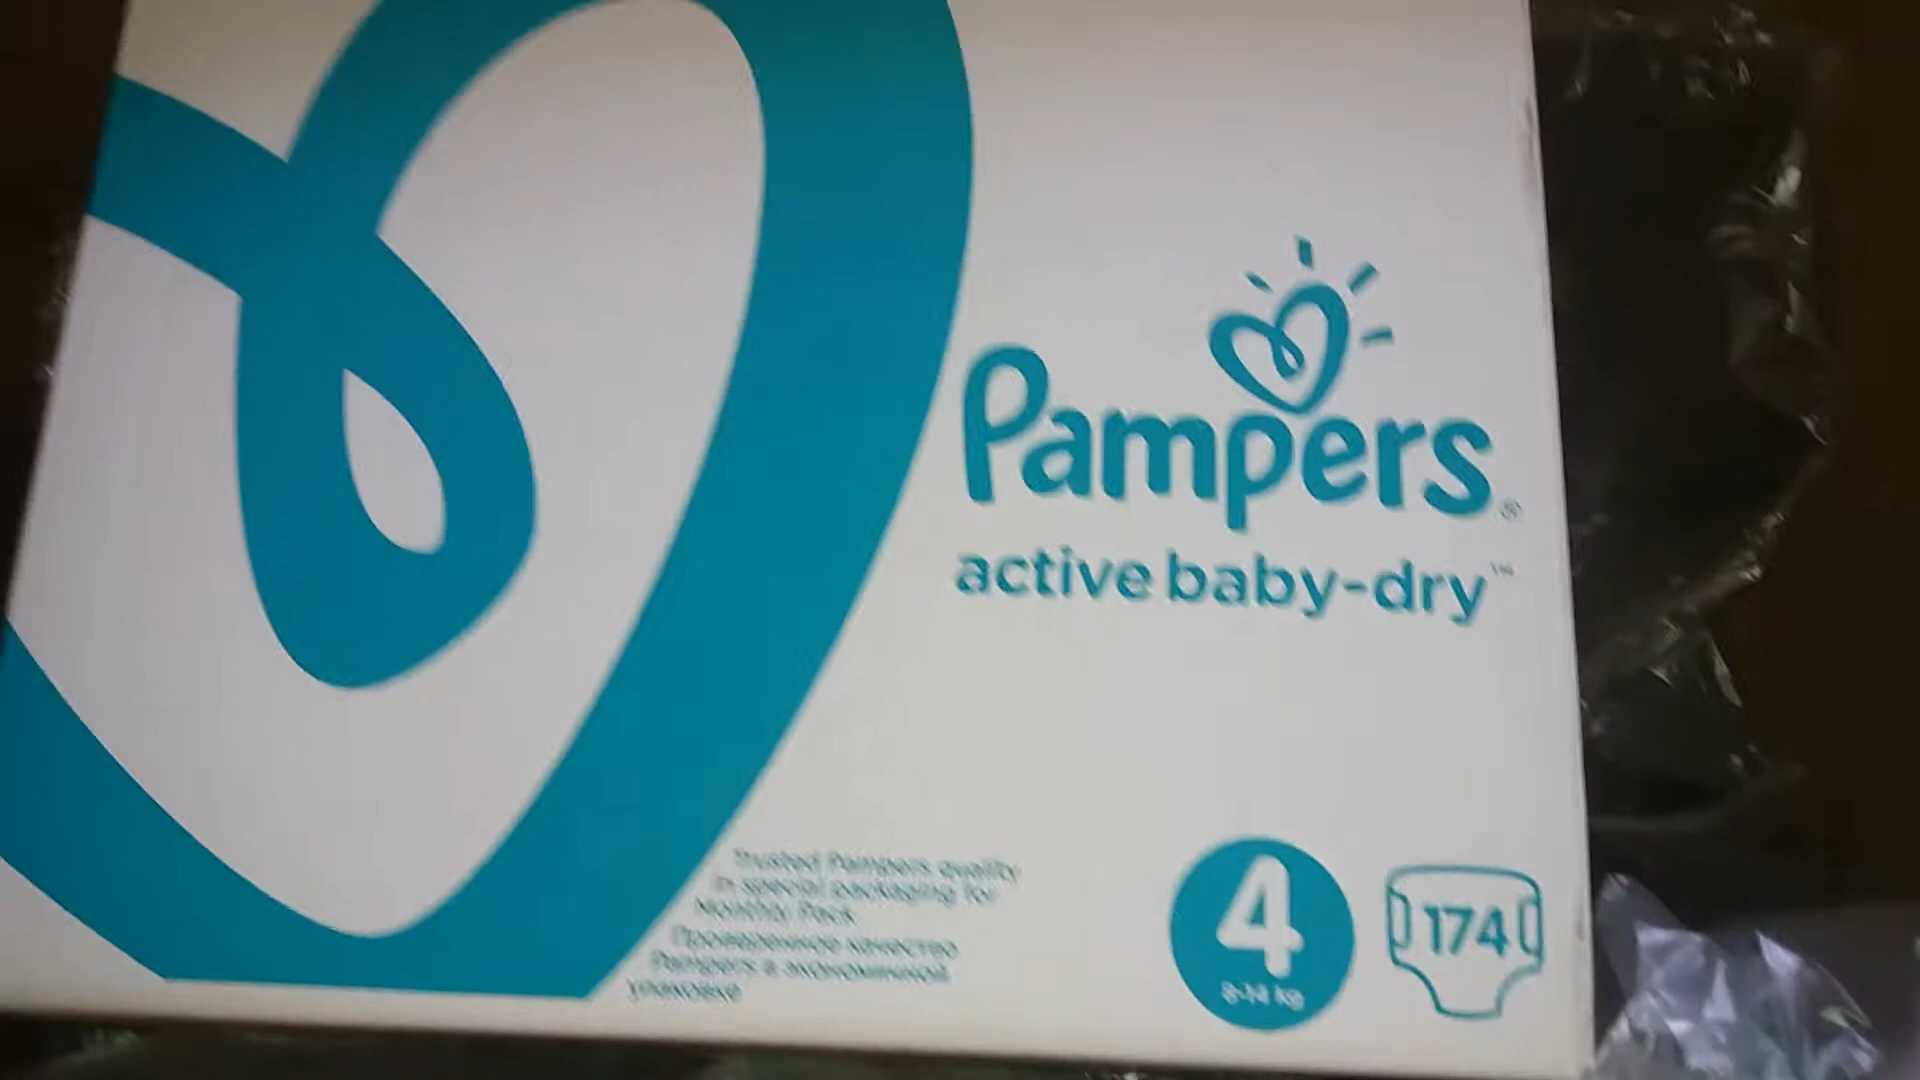 Pampers®
active baby-dry™
Trusted Pampers quality
in special packaging for
Monthly Pack
Проверенное качество
Pampers в экономичной
упаковке
4
8-14 kg
174